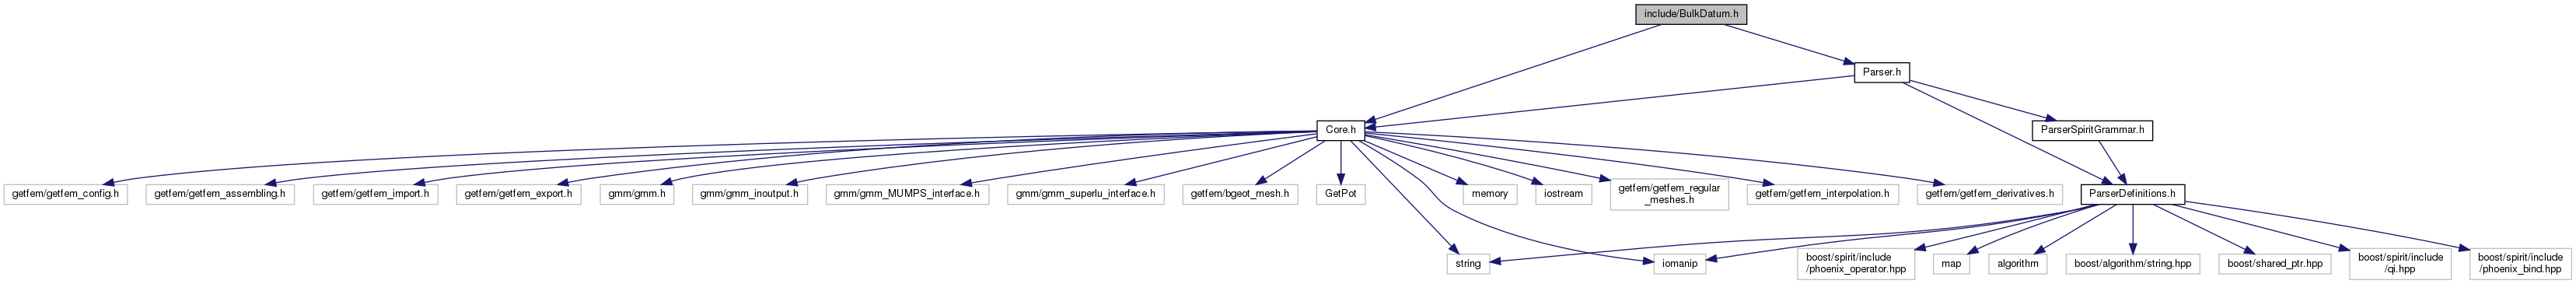 include/BulkDatum.h
Parser.h
Core.h
ParserSpiritGrammar.h
getfem/getfem_config.h
getfem/getfem_assembling.h
getfem/getfem_import.h
getfem/getfem_export.h
gmm/gmm.h
gmm/gmm_inoutput.h
gmm/gmm_MUMPS_interface.h
gmm/gmm_superlu_interface.h
getfem/bgeot_mesh.h
GetPot
memory
iostream
getfem/getfem_regular
_meshes.h
getfem/getfem_interpolation.h
getfem/getfem_derivatives.h
ParserDefinitions.h
string
iomanip
boost/spirit/include
/phoenix_operator.hpp
map
algorithm
boost/algorithm/string.hpp
boost/shared_ptr.hpp
boost/spirit/include
/qi.hpp
boost/spirit/include
/phoenix_bind.hpp